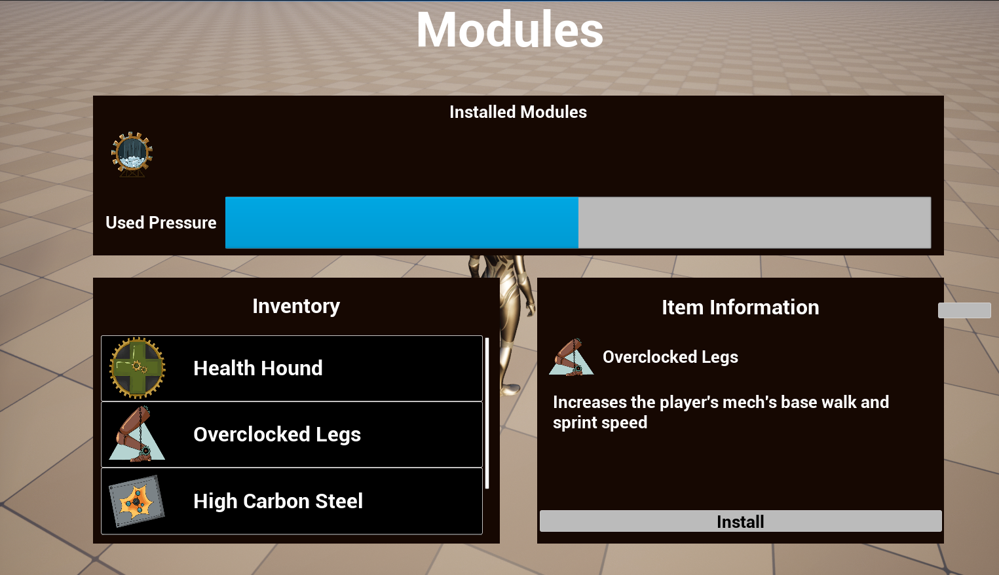 Modules
Installed Modules
Used Pressure
Inventory
Health Hound
Overclocked Legs
High Carbon Steel
Item Information
Overclocked Legs
Increases the player's mech's base walk and
sprint speed
Install